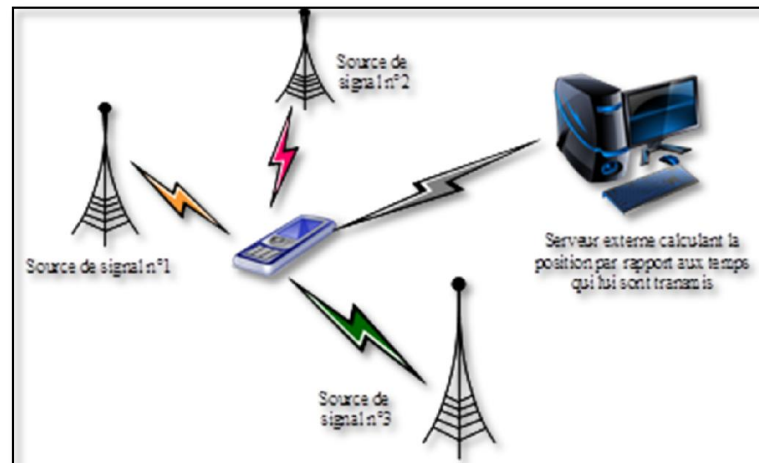 Source de
signal n°2
Source de signal n°1
Serveur externe calculant la
position par rapport aux temps
qui lui sont transmis
Source de
signal n°3